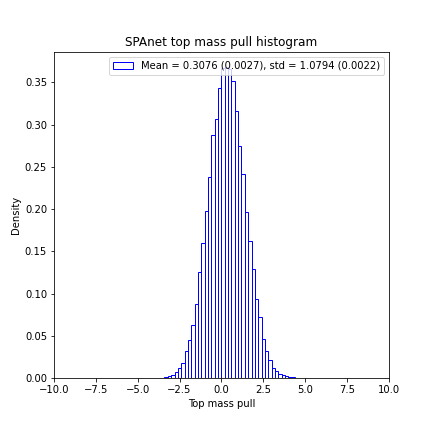 SPAnet top mass pull histogram
Mean = 0.3076 (0.0027), std = 1.0794 (0.0022)
0.35
0.30
0.25
0.20
0.15
0.10
0.05
0.00
Density
−10.0 −7.5 −5.0 −2.5 0.0 2.5 5.0 7.5 10.0
Top mass pull